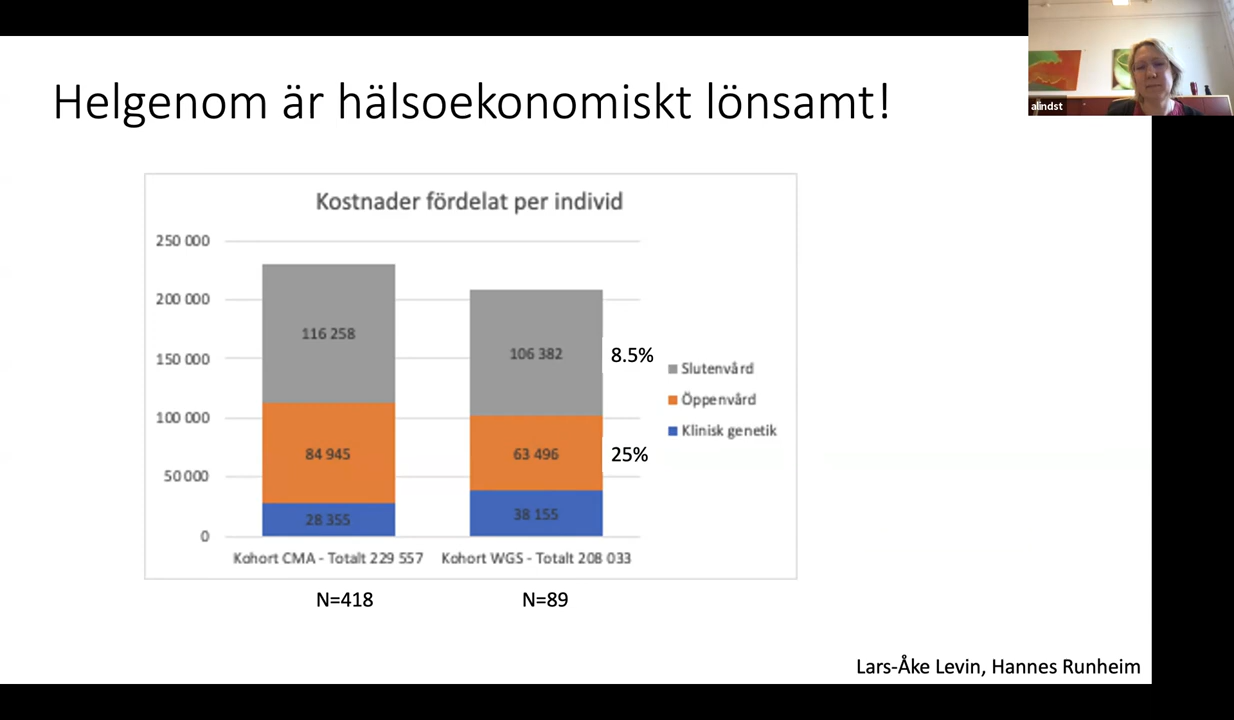 alindst
Helgenom är hälsoekonomiskt lönsamt!
Kostnader fördelat per individ
250 000
200 000
150 000
100 000
50 000
0
116 258
84 945
28 355
106 382
63 496
38 155
8.5%
25%
Slutenvård
Öppenvård
Klinisk genetik
Kohort CMA - Totalt 229 557
Kohort WGS - Totalt 208 033
N=418
N=89
Lars-Åke Levin, Hannes Runheim